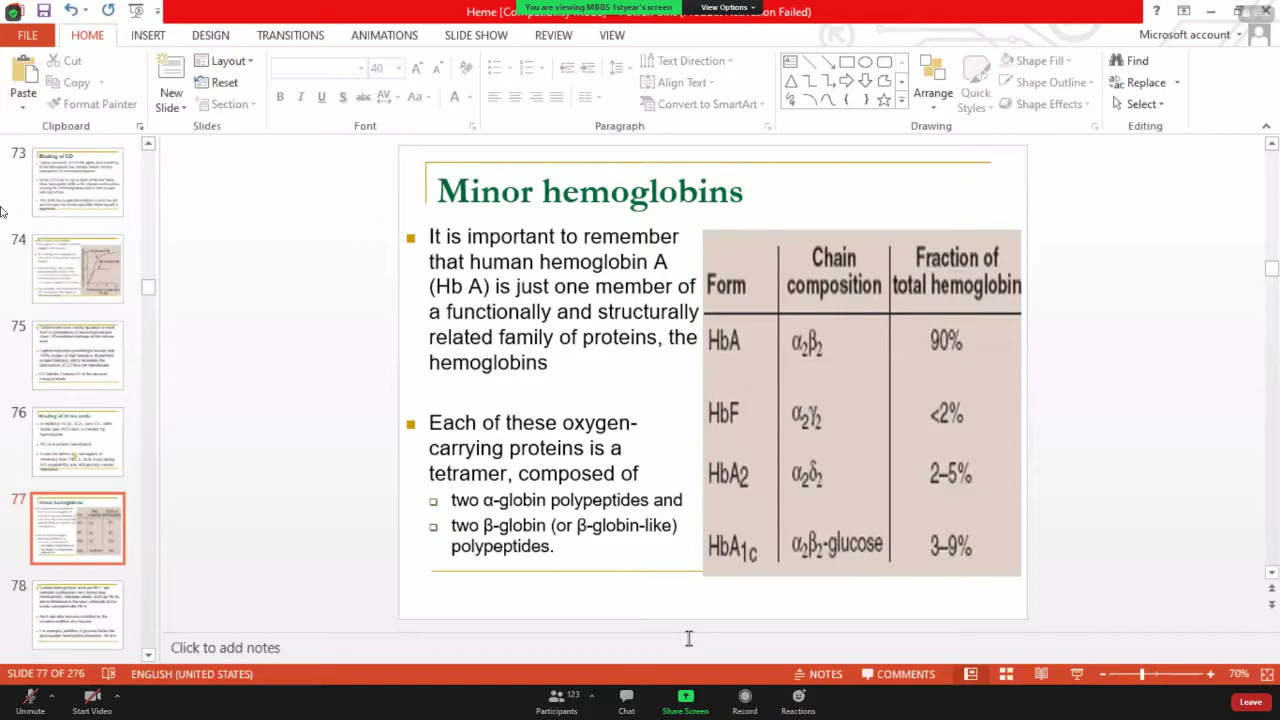 Heme [Compatibility Mode] - PowerPoint (Product Activation Failed)
You are viewing MBBS 1styear's screen
View Options
FILE HOME INSERT DESIGN TRANSITIONS ANIMATIONS SLIDE SHOW REVIEW VIEW
Microsoft account
Paste
Cut
Copy
Format Painter
Clipboard
New
Slide
Layout
Reset
Section
Slides
40
Font
Text Direction
Align Text
Convert to SmartArt
Paragraph
Arrange
Quick
Styles
Shape Fill
Shape Outline
Shape Effects
Drawing
Find
Replace
Select
Editing
73
Binding of CO
74
75
76
77
Minor hemoglobins
78
Minor hemoglobins
It is important to remember
that human hemoglobin A
(Hb A) is just one member of
a functionally and structurally
related family of proteins, the
hemoglobins
Each of these oxygen-
carrying proteins is a
tetramer, composed of
two α-globin polypeptides and
two β-globin (or β-globin-like)
polypeptides.
Form Chain composition Fraction of total hemoglobin
HbA α2β2 90%
HbF α2γ2 <2%
HbA2 α2δ2 2–5%
HbA1c α2β2-glucose 3–9%
Click to add notes
SLIDE 77 OF 276 ENGLISH (UNITED STATES) NOTES COMMENTS 70%
Unmute Start Video Participants 123 Chat Share Screen Record Reactions Leave